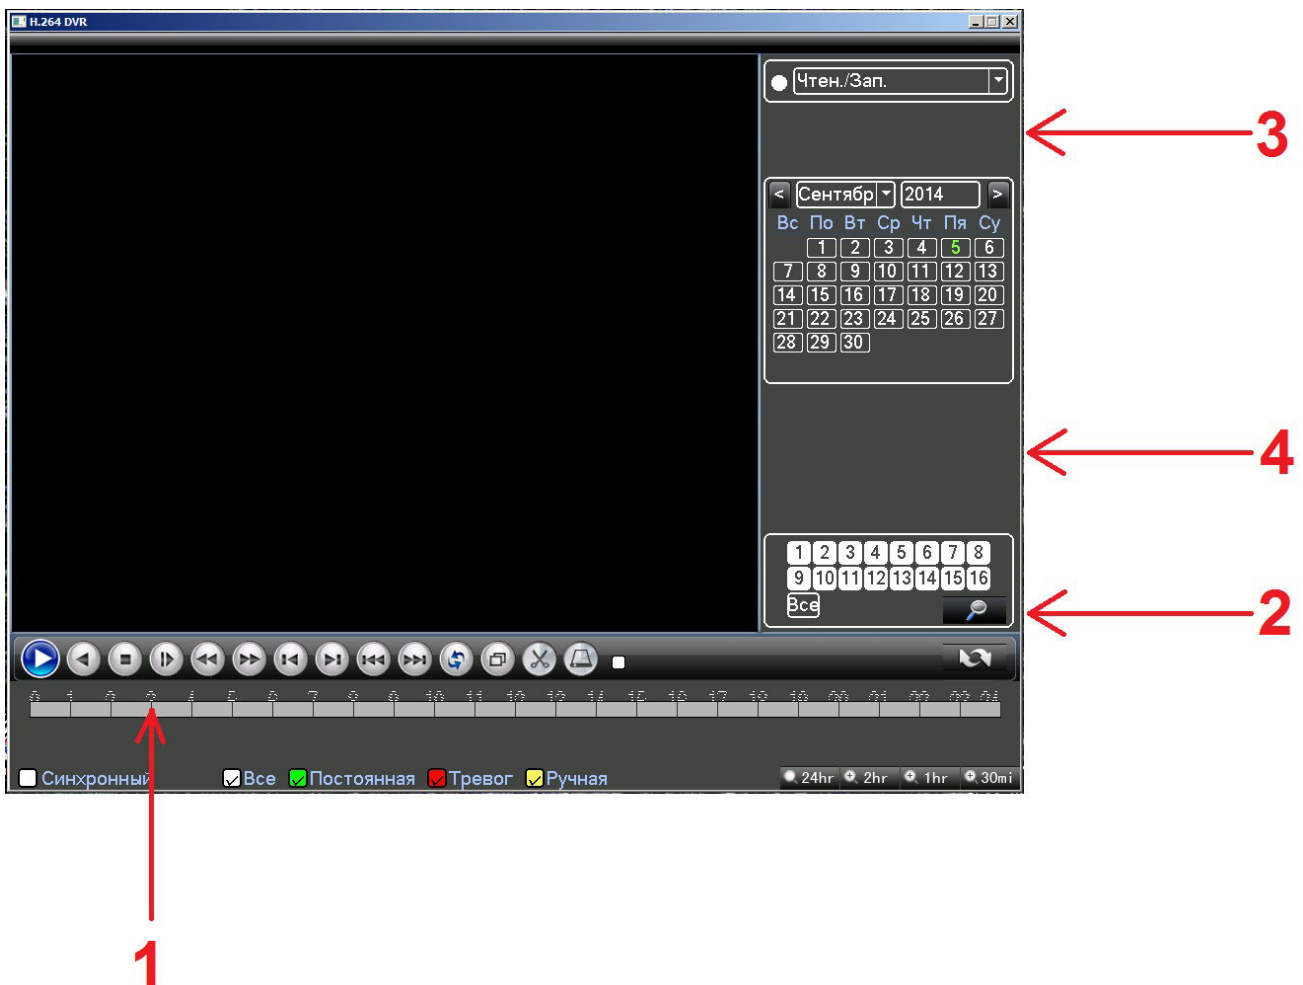 H.264 DVR
Чтен./Зап.
3
< Сентябр 2014 >
Вс По Вт Ср Чт Пя Су
1 2 3 4 5 6
7 8 9 10 11 12 13
14 15 16 17 18 19 20
21 22 23 24 25 26 27
28 29 30
4
1 2 3 4 5 6 7 8
9 10 11 12 13 14 15 16
Все
2
Синхронный Все Постоянная Тревог Ручная 24hr 2hr 1hr 30mi
1